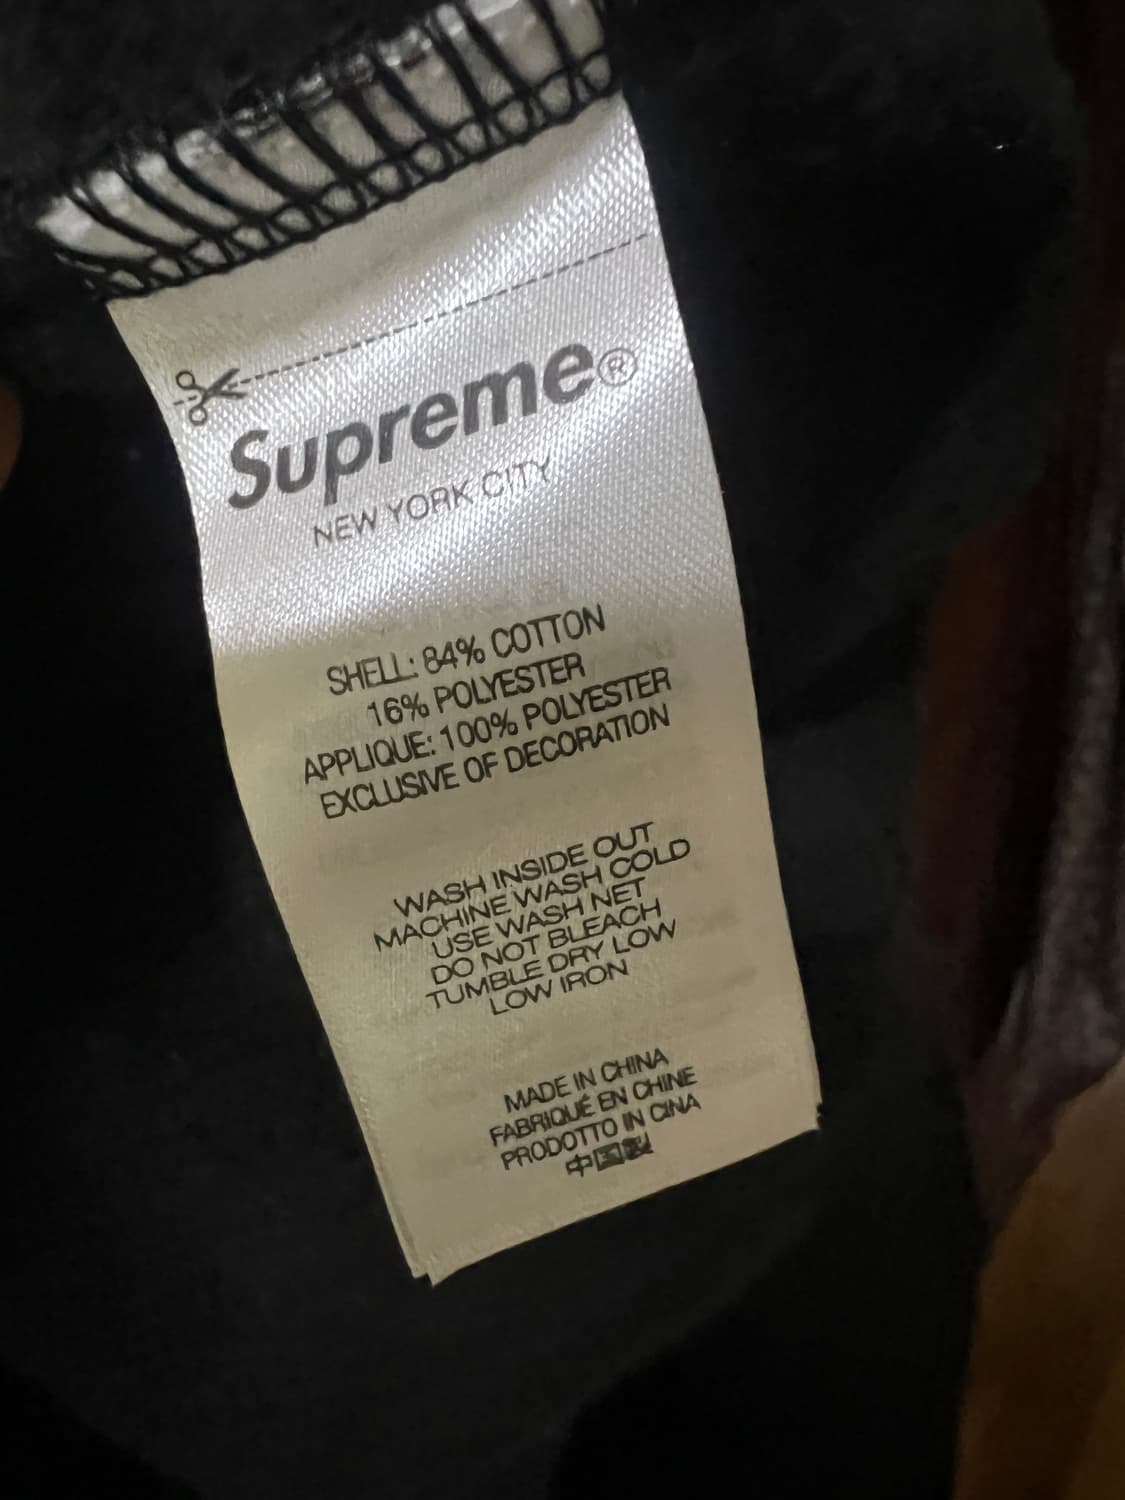 Supreme®
NEW YORK CITY
SHELL: 84% COTTON
16% POLYESTER
APPLIQUE: 100% POLYESTER
EXCLUSIVE OF DECORATION
WASH INSIDE OUT
MACHINE WASH COLD
USE WASH NET
DO NOT BLEACH
TUMBLE DRY LOW
LOW IRON
MADE IN CHINA
FABRIQUÉ EN CHINE
PRODOTTO IN CINA
中国製